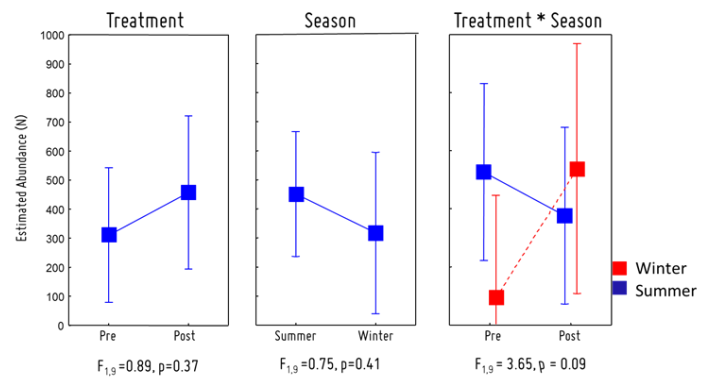 Treatment
Season
Treatment * Season
Estimated Abundance (N)
1000
900
800
700
600
500
400
300
200
100
0
Pre
Post
Summer
Winter
Pre
Post
Winter
Summer
F1,9 =0.89, p=0.37
F1,9 =0.75, p=0.41
F1,9 = 3.65, p = 0.09